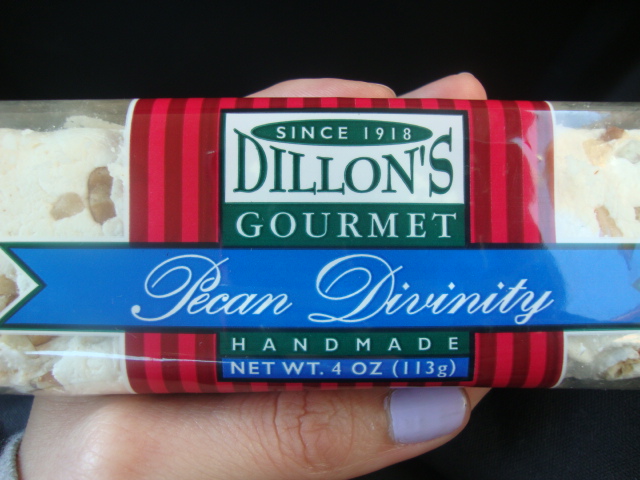 SINCE 1918
DILLON'S
GOURMET
Pecan Divinity
HANDMADE
NET WT. 4 OZ (113g)